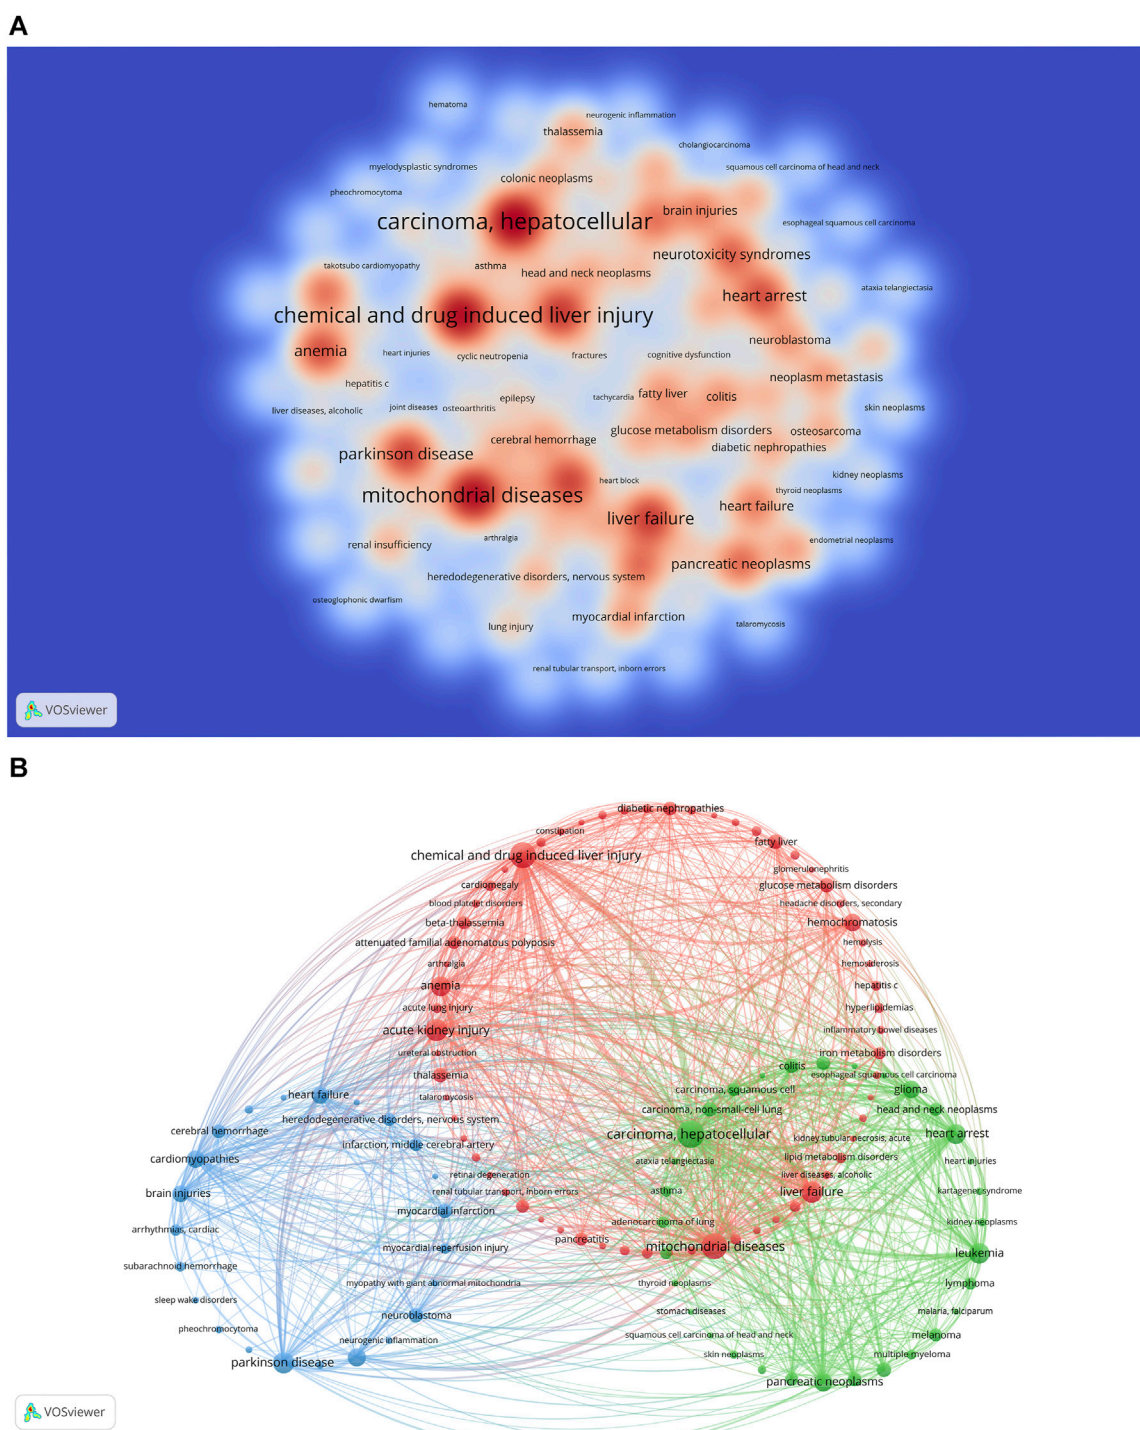 A
hematoma
neurogenic inflammation
thalassemia
cholangiocarcinoma
myelodysplastic syndromes
squamous cell carcinoma of head and neck
colonic neoplasms
pheochromocytoma
brain injuries
carcinoma, hepatocellular
esophageal squamous cell carcinoma
neurotoxicity syndromes
takotsubo cardiomyopathy
asthma
head and neck neoplasms
ataxia telangiectasia
heart arrest
chemical and drug induced liver injury
neuroblastoma
anemia
heart injuries
cyclic neutropenia
fractures
cognitive dysfunction
neoplasm metastasis
hepatitis c
fatty liver
colitis
tachycardia
epilepsy
liver diseases, alcoholic
joint diseases
osteoarthritis
skin neoplasms
glucose metabolism disorders
osteosarcoma
cerebral hemorrhage
diabetic nephropathies
parkinson disease
kidney neoplasms
heart block
thyroid neoplasms
mitochondrial diseases
heart failure
liver failure
arthralgia
endometrial neoplasms
renal insufficiency
pancreatic neoplasms
heredodegenerative disorders, nervous system
osteoglophonic dwarfism
myocardial infarction
lung injury
talaromycosis
renal tubular transport, inborn errors
VOSviewer
B
diabetic nephropathies
constipation
fatty liver
chemical and drug induced liver injury
glomerulonephritis
cardiomegaly
glucose metabolism disorders
blood platelet disorders
headache disorders, secondary
beta-thalassemia
hemochromatosis
attenuated familial adenomatous polyposis
hemolysis
arthralgia
hemosiderosis
anemia
hepatitis c
acute lung injury
hyperlipidemias
acute kidney injury
inflammatory bowel diseases
ureteral obstruction
iron metabolism disorders
colitis
thalassemia
esophageal squamous cell carcinoma
heart failure
carcinoma, squamous cell
glioma
talaromycosis
carcinoma, non-small-cell lung
head and neck neoplasms
heredodegenerative disorders, nervous system
cerebral hemorrhage
carcinoma, hepatocellular
heart arrest
infarction, middle cerebral artery
kidney tubular necrosis, acute
cardiomyopathies
ataxia telangiectasia
lipid metabolism disorders
heart injuries
retinal degeneration
liver diseases, alcoholic
brain injuries
renal tubular transport, inborn errors
asthma
liver failure
kartagener syndrome
myocardial infarction
adenocarcinoma of lung
kidney neoplasms
arrhythmias, cardiac
pancreatitis
myocardial reperfusion injury
mitochondrial diseases
leukemia
subarachnoid hemorrhage
myopathy with giant abnormal mitochondria
thyroid neoplasms
lymphoma
sleep wake disorders
neuroblastoma
stomach diseases
malaria, falciparum
pheochromocytoma
neurogenic inflammation
squamous cell carcinoma of head and neck
melanoma
skin neoplasms
multiple myeloma
parkinson disease
pancreatic neoplasms
VOSviewer